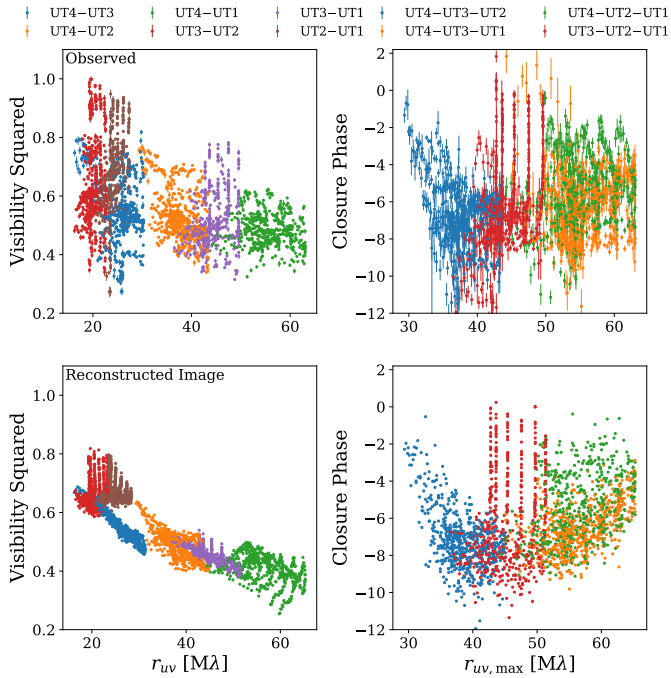 UT4−UT3 UT4−UT1 UT3−UT1 UT4−UT3−UT2 UT4−UT2−UT1
UT4−UT2 UT3−UT2 UT2−UT1 UT4−UT3−UT1 UT3−UT2−UT1
Observed
Visibility Squared
1.0
0.8
0.6
0.4
0.2
20 40 60
Closure Phase
2
0
−2
−4
−6
−8
−10
−12
30 40 50 60
Reconstructed Image
Visibility Squared
1.0
0.8
0.6
0.4
0.2
20 40 60
r_{uv} [Mλ]
Closure Phase
2
0
−2
−4
−6
−8
−10
−12
30 40 50 60
r_{uv, max} [Mλ]